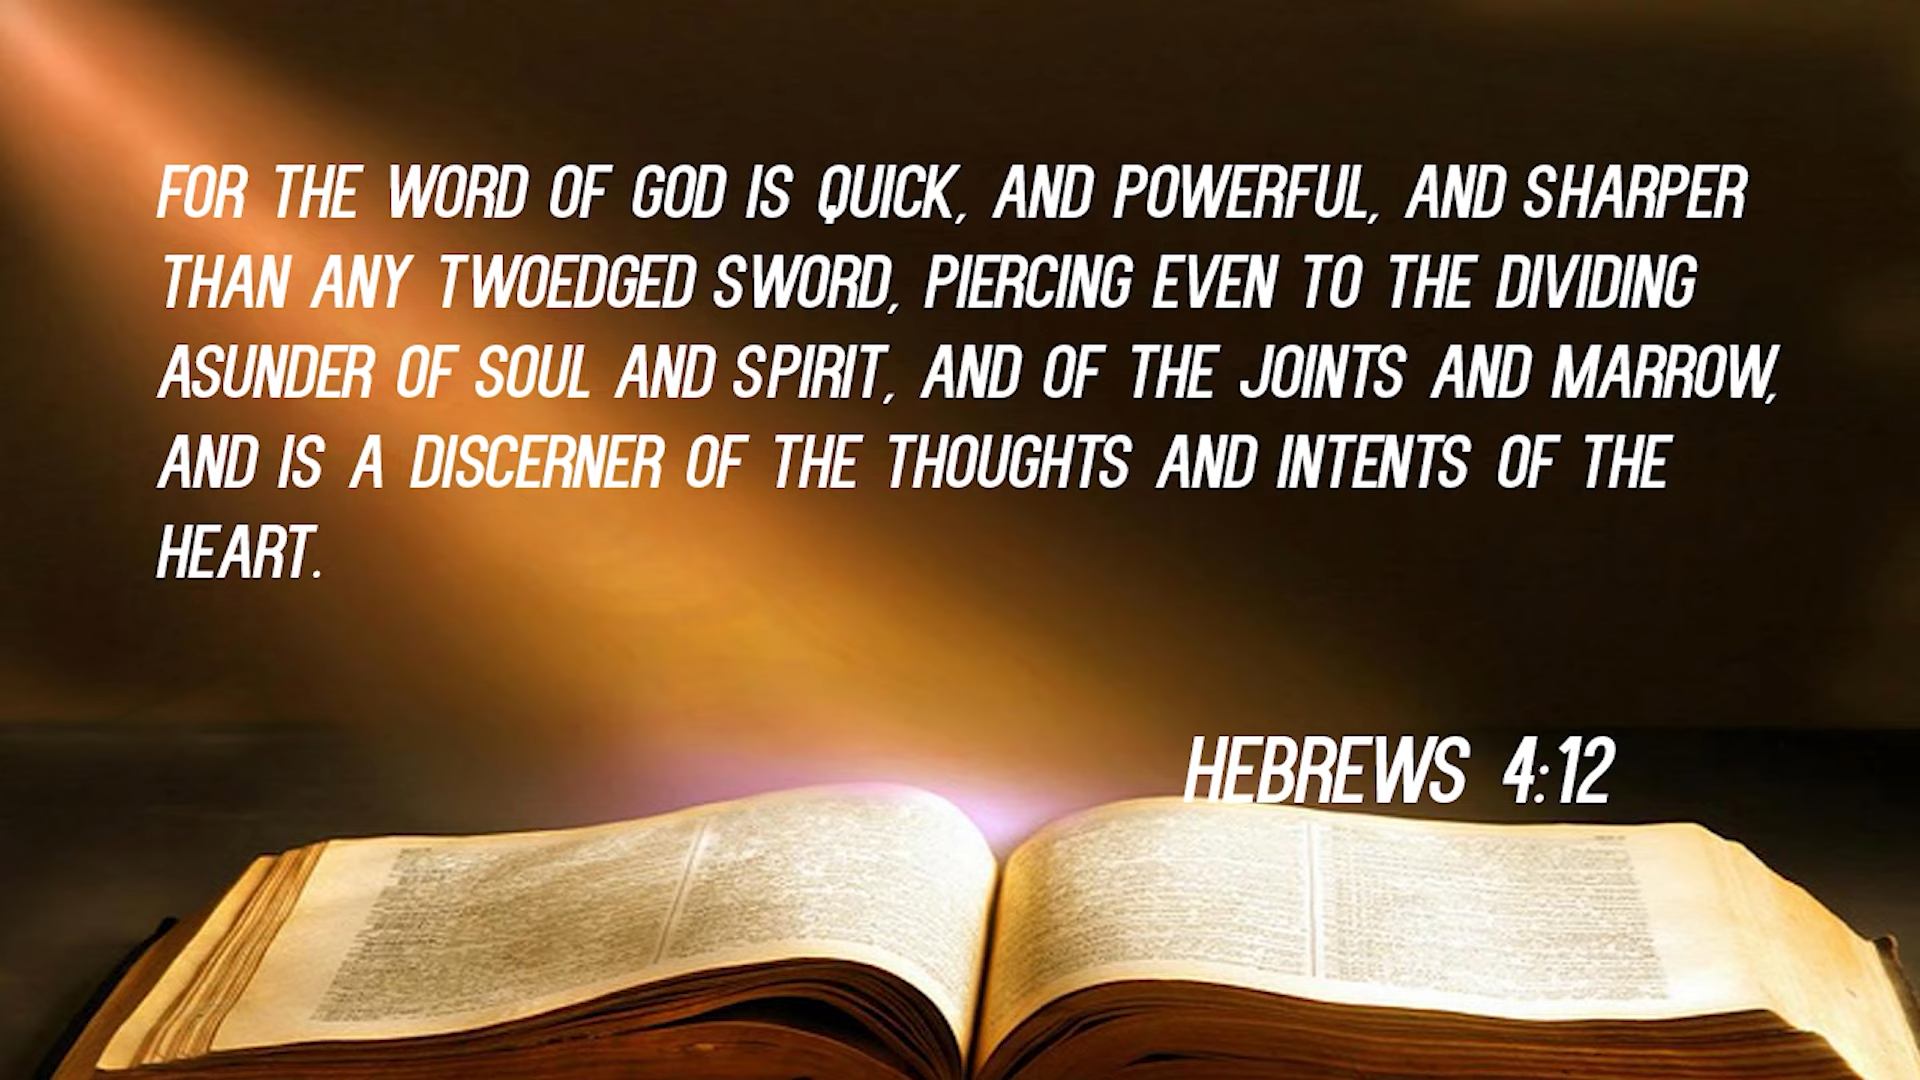 FOR THE WORD OF GOD IS QUICK, AND POWERFUL, AND SHARPER
THAN ANY TWOEDGED SWORD, PIERCING EVEN TO THE DIVIDING
ASUNDER OF SOUL AND SPIRIT, AND OF THE JOINTS AND MARROW,
AND IS A DISCERNER OF THE THOUGHTS AND INTENTS OF THE
HEART.
HEBREWS 4:12